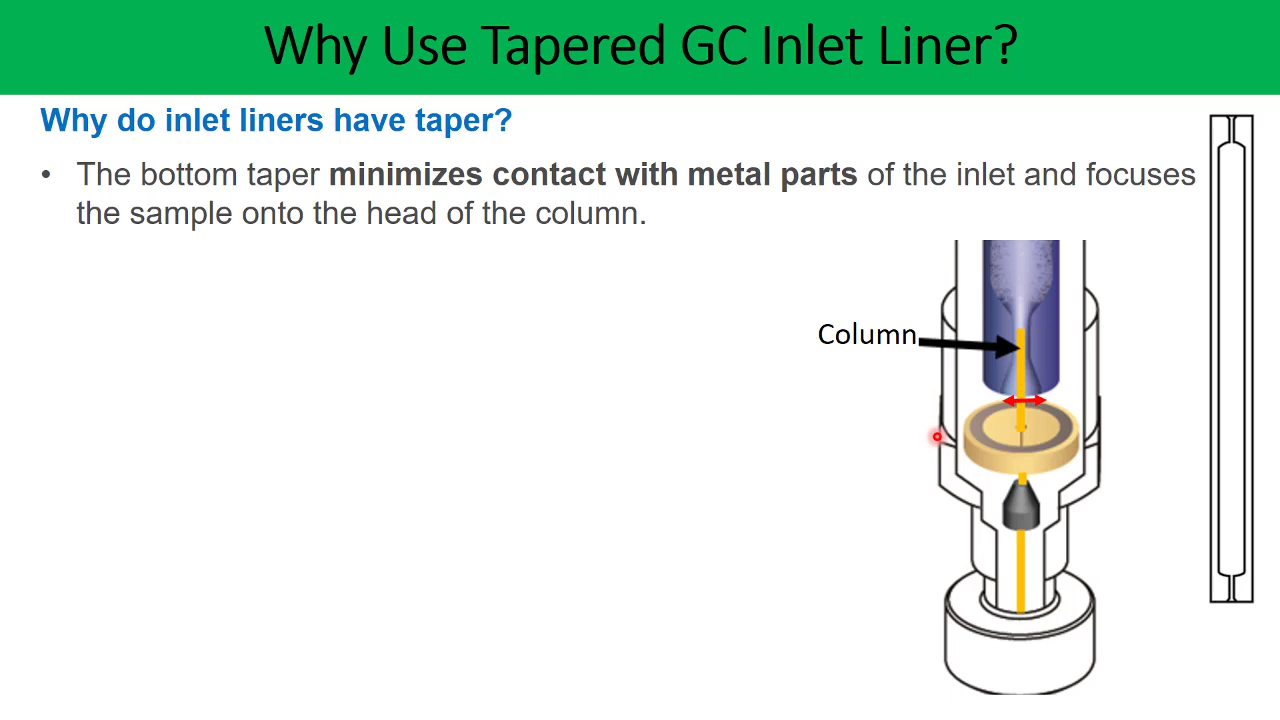 Why Use Tapered GC Inlet Liner?
Why do inlet liners have taper?
• The bottom taper minimizes contact with metal parts of the inlet and focuses
the sample onto the head of the column.
Column